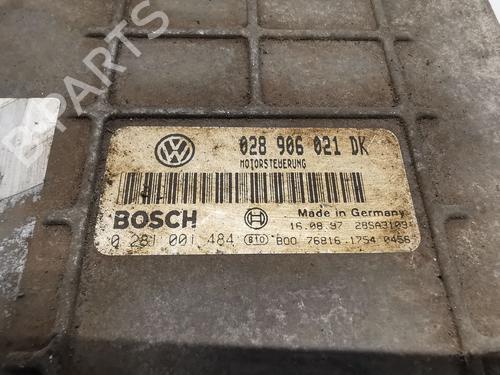 B-PARTS
028 906 021 DK
MOTORSTEUERUNG
BOSCH
Made in Germany
16.08.97 28SA3109
0 281 001 484 B10 B00 76816 1754 0456